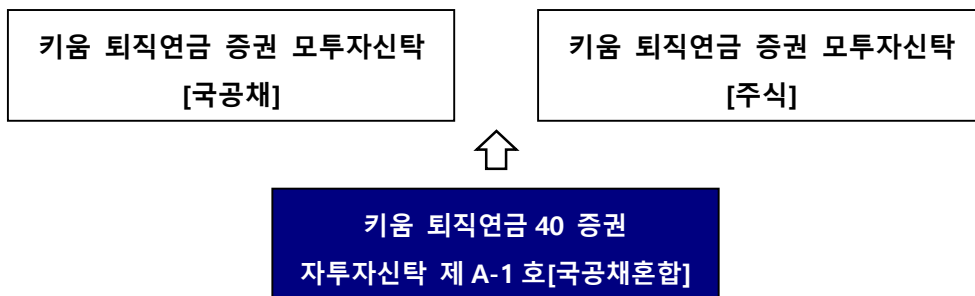 키움 퇴직연금 증권 모투자신탁
[국공채]
키움 퇴직연금 증권 모투자신탁
[주식]
키움 퇴직연금 40 증권
자투자신탁 제 A-1 호[국공채혼합]